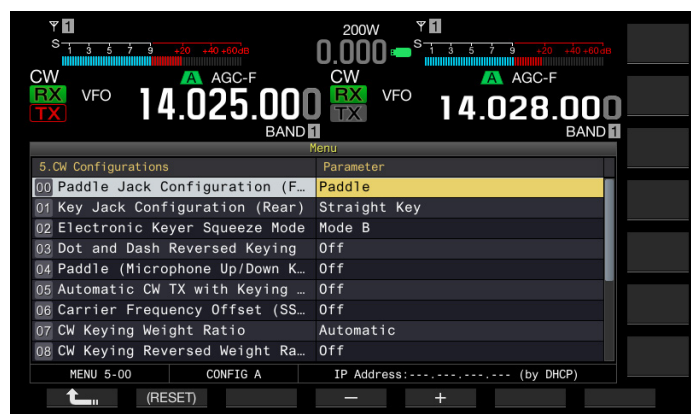 1 200W 1
S 1 3 5 7 9 +20 +40 +60dB 0.000 S 1 3 5 7 9 +20 +40 +60dB
CW A AGC-F CW A AGC-F
RX VFO 14.025.000 RX VFO 14.028.000
TX TX
BAND 1 BAND 1
Menu
5.CW Configurations Parameter
00 Paddle Jack Configuration (F… Paddle
01 Key Jack Configuration (Rear) Straight Key
02 Electronic Keyer Squeeze Mode Mode B
03 Dot and Dash Reversed Keying Off
04 Paddle (Microphone Up/Down K… Off
05 Automatic CW TX with Keying … Off
06 Carrier Frequency Offset (SS… Off
07 CW Keying Weight Ratio Automatic
08 CW Keying Reversed Weight Ra… Off
MENU 5-00 CONFIG A IP Address:---.---.---.--- (by DHCP)
(RESET) − +